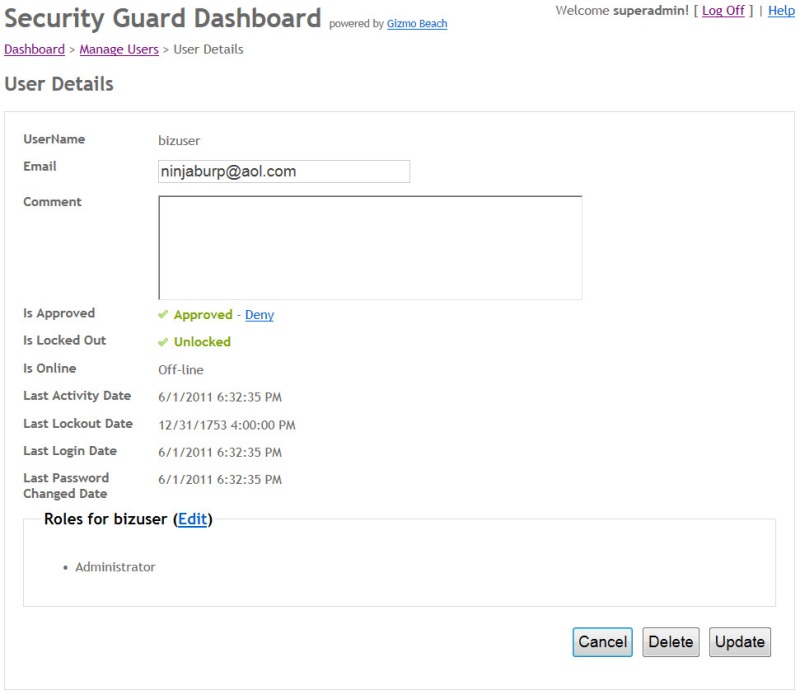 Security Guard Dashboard powered by Gizmo Beach
Welcome superadmin! [ Log Off ] | Help
Dashboard > Manage Users > User Details
User Details
UserName bizuser
Email ninjaburp@aol.com
Comment
Is Approved Approved - Deny
Is Locked Out Unlocked
Is Online Off-line
Last Activity Date 6/1/2011 6:32:35 PM
Last Lockout Date 12/31/1753 4:00:00 PM
Last Login Date 6/1/2011 6:32:35 PM
Last Password 6/1/2011 6:32:35 PM
Changed Date
Roles for bizuser (Edit)
• Administrator
Cancel Delete Update